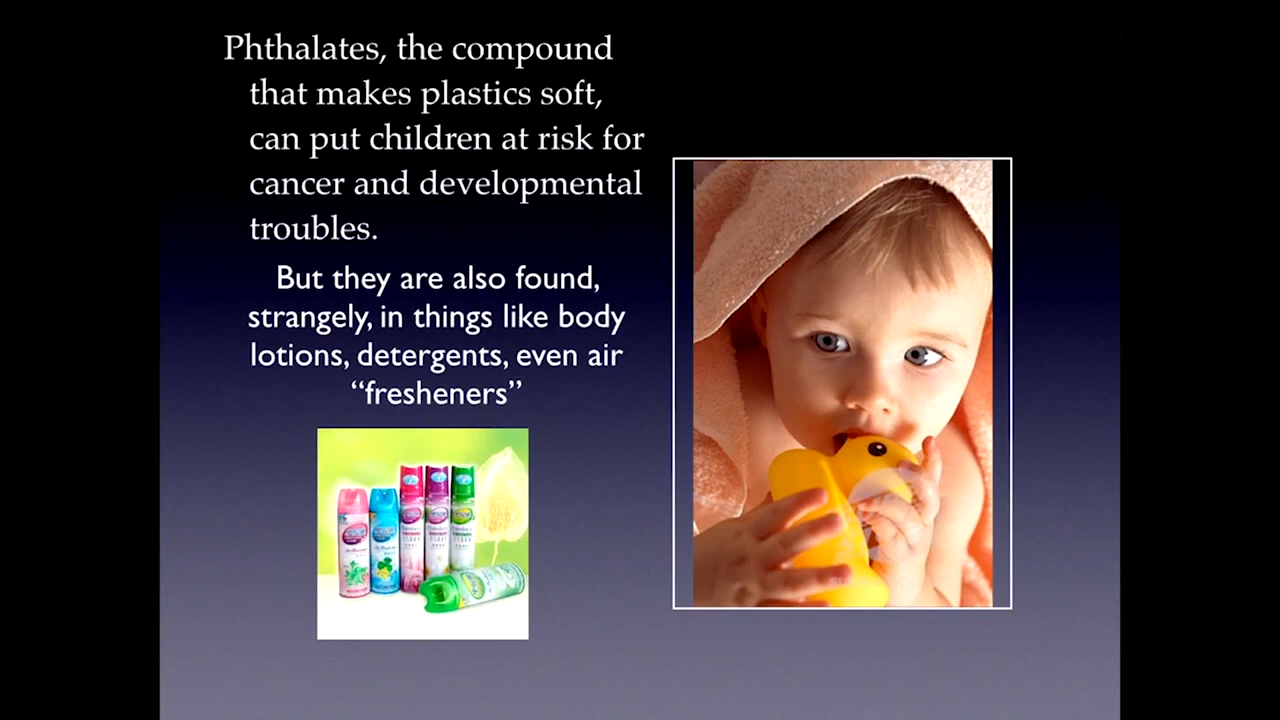 Phthalates, the compound
that makes plastics soft,
can put children at risk for
cancer and developmental
troubles.
But they are also found,
strangely, in things like body
lotions, detergents, even air
“fresheners”